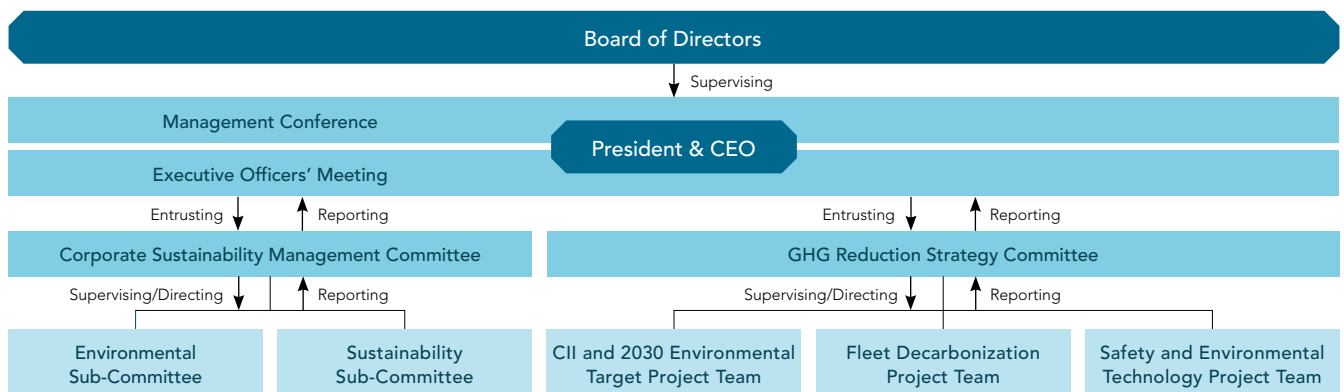 Board of Directors
Supervising
Management Conference
President & CEO
Executive Officers’ Meeting
Entrusting
Reporting
Entrusting
Reporting
Corporate Sustainability Management Committee
GHG Reduction Strategy Committee
Supervising/Directing
Reporting
Supervising/Directing
Reporting
Environmental
Sub-Committee
Sustainability
Sub-Committee
CII and 2030 Environmental
Target Project Team
Fleet Decarbonization
Project Team
Safety and Environmental
Technology Project Team